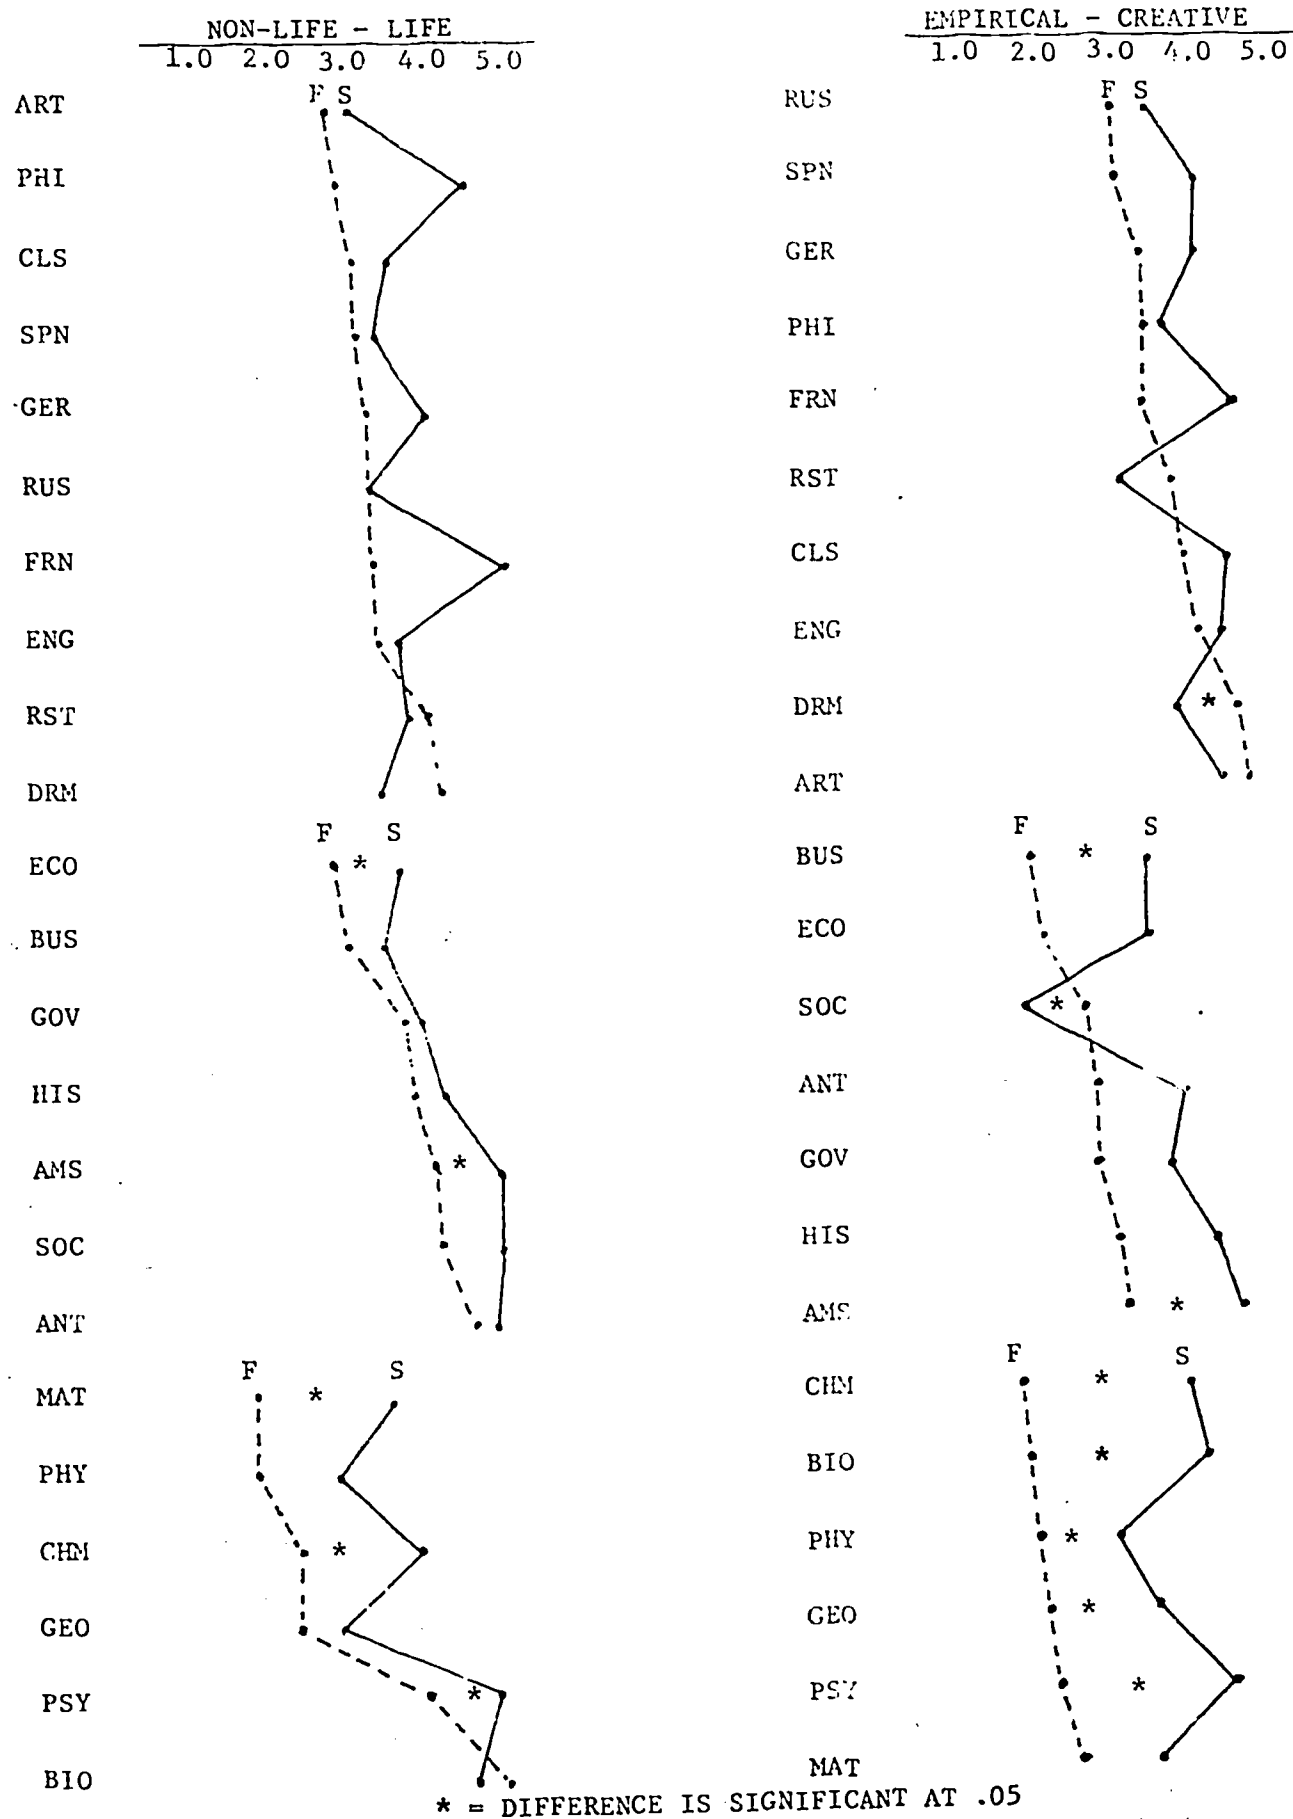 NON-LIFE - LIFE
1.0 2.0 3.0 4.0 5.0
F S
ART
PHI
CLS
SPN
GER
RUS
FRN
ENG
RST
DRM
F S
ECO *
BUS
GOV
HIS
AMS *
SOC
ANT
F S
MAT *
PHY
CHM *
GEO
PSY *
BIO
EMPIRICAL - CREATIVE
1.0 2.0 3.0 4.0 5.0
F S
RUS
SPN
GER
PHI
FRN
RST
CLS
ENG
DRM *
ART
F S
BUS *
ECO
SOC *
ANT
GOV
HIS
AMS *
F S
CHM *
BIO *
PHY *
GEO *
PSY *
MAT
* = DIFFERENCE IS SIGNIFICANT AT .05